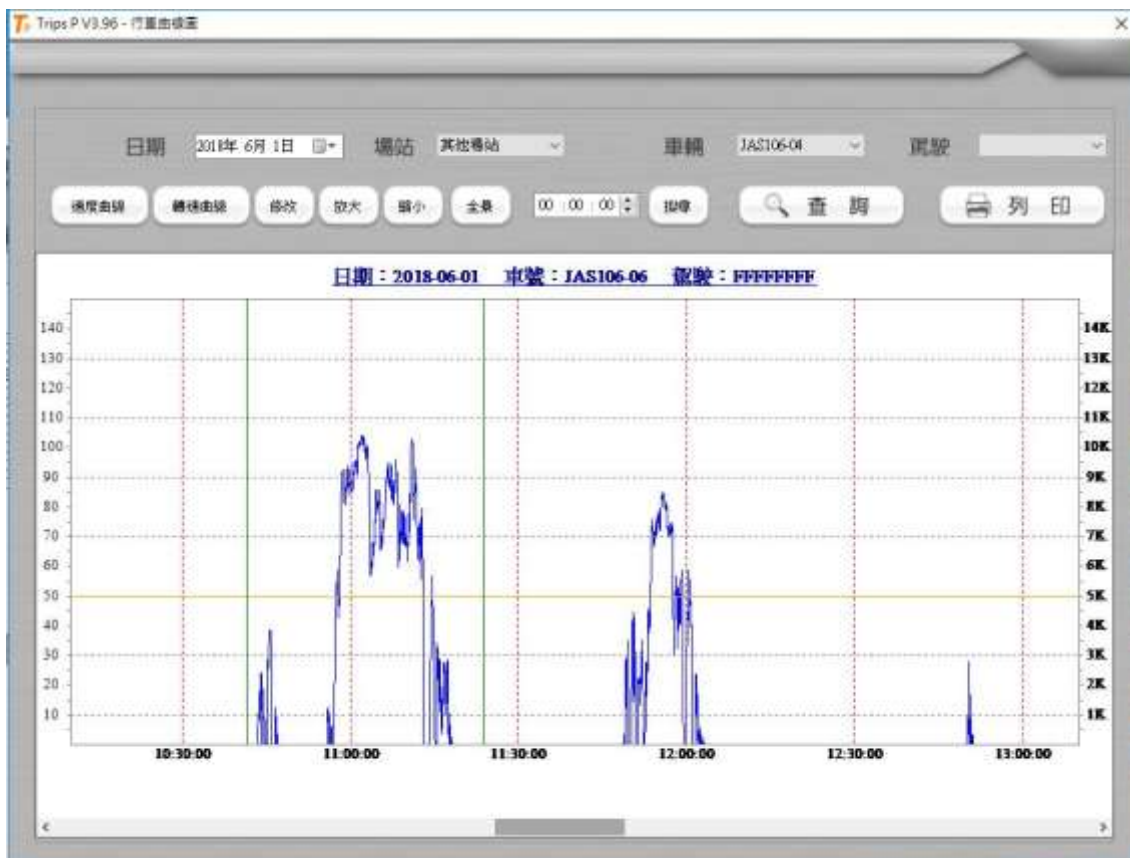 Trips P V3.96 - 行車曲線圖
日期 2018年 6月 1日 場站 其他場站 車輛 JAS106-04 駕駛
速度曲線 轉速曲線 修改 放大 縮小 全景 00 : 00 : 00 搜尋 查 詢 列 印
日期：2018-06-01 車號：JAS106-06 駕駛：FFFFFFFF
140 14K
130 13K
120 12K
110 11K
100 10K
90 9K
80 8K
70 7K
60 6K
50 5K
40 4K
30 3K
20 2K
10 1K
10:30:00 11:00:00 11:30:00 12:00:00 12:30:00 13:00:00